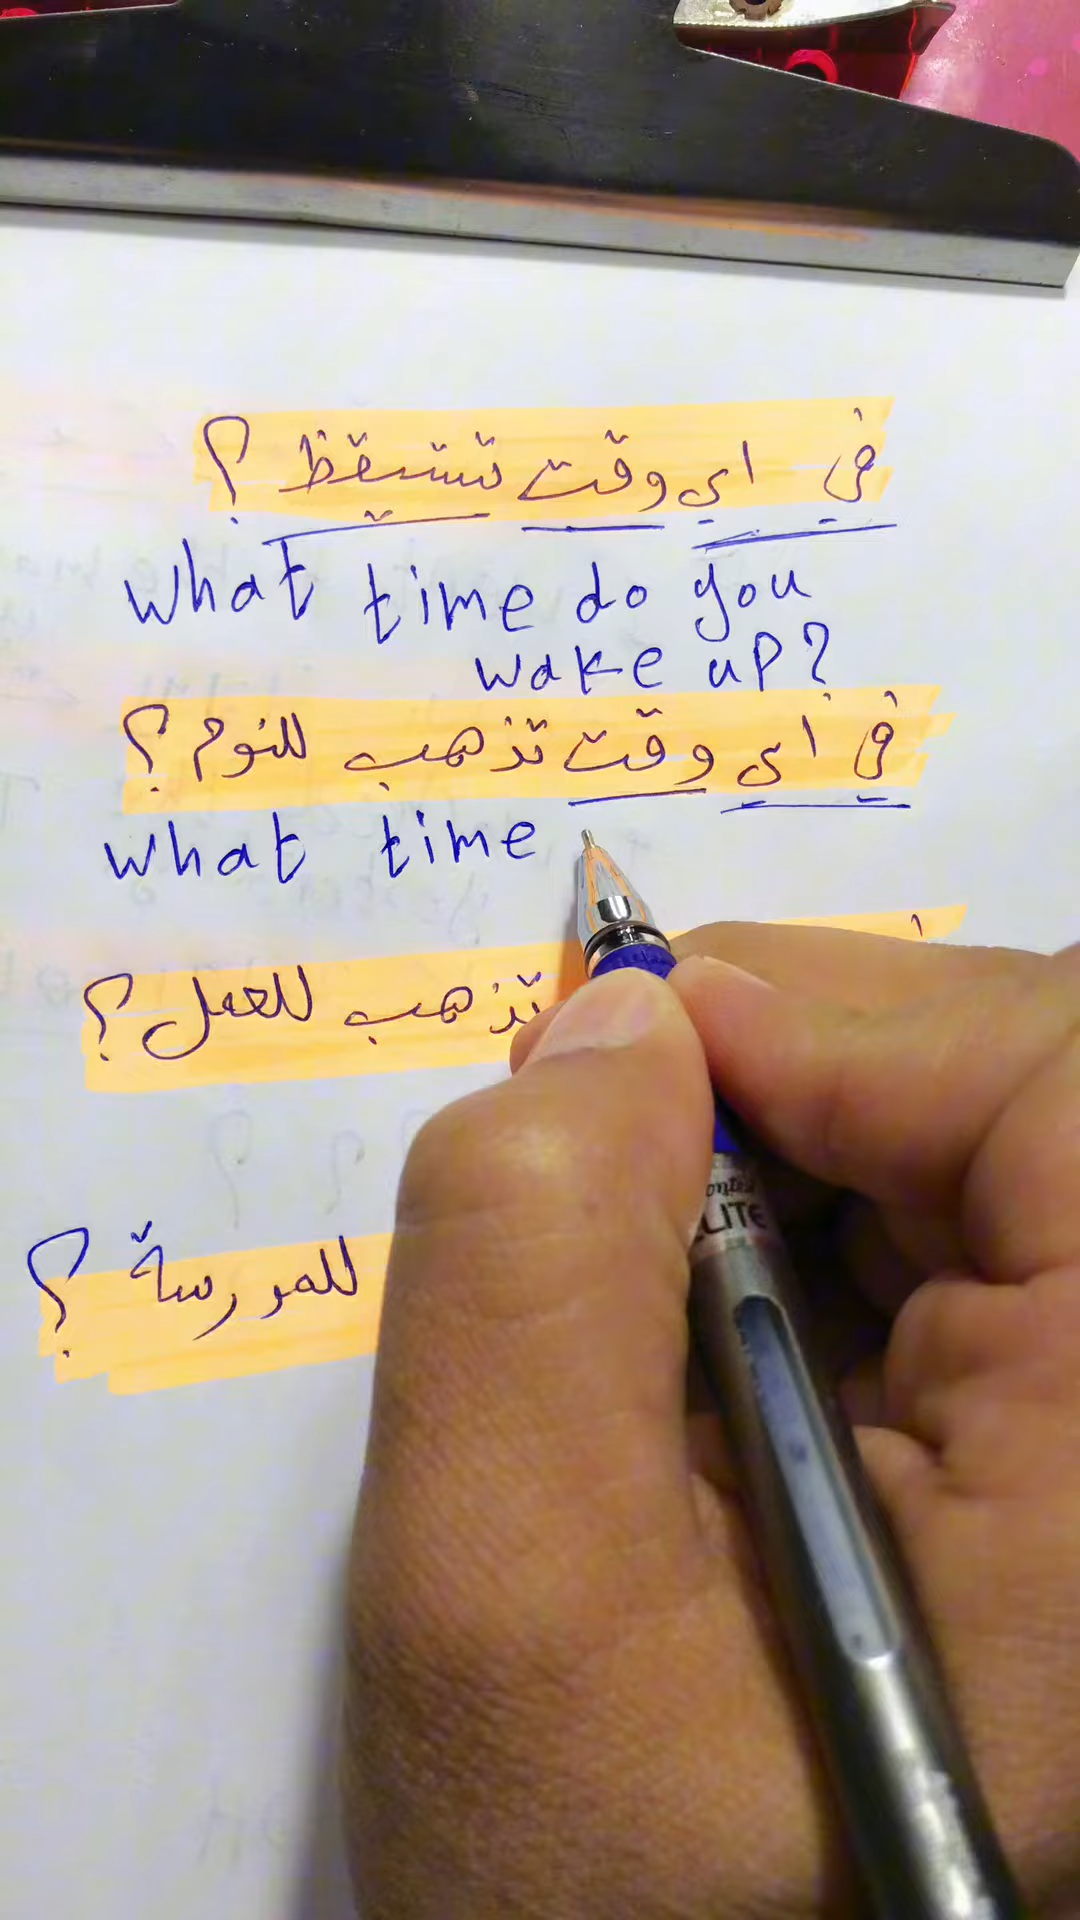 في اي وقت تستيقظ ؟
What time do you
wake up?
في اي وقت تذهب للنوم ؟
What time
تذهب للعمل ؟
للمدرسة ؟
ELITE